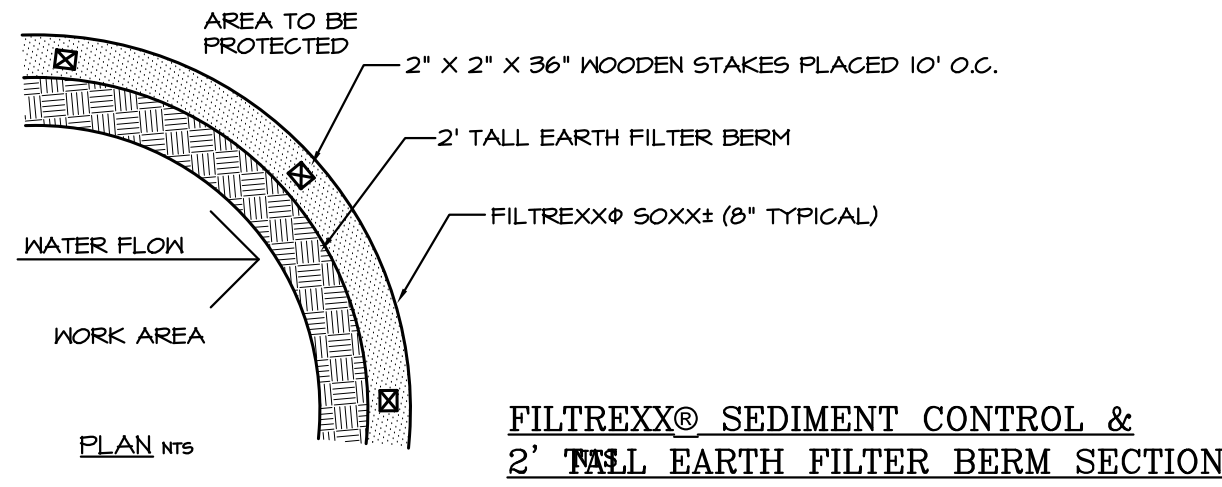 AREA TO BE
PROTECTED
2" X 2" X 36" WOODEN STAKES PLACED 10' O.C.
2' TALL EARTH FILTER BERM
FILTREXXΦ SOXX± (8" TYPICAL)
WATER FLOW
WORK AREA
PLAN NTS
FILTREXX® SEDIMENT CONTROL &
2' TALL EARTH FILTER BERM SECTION
NTS